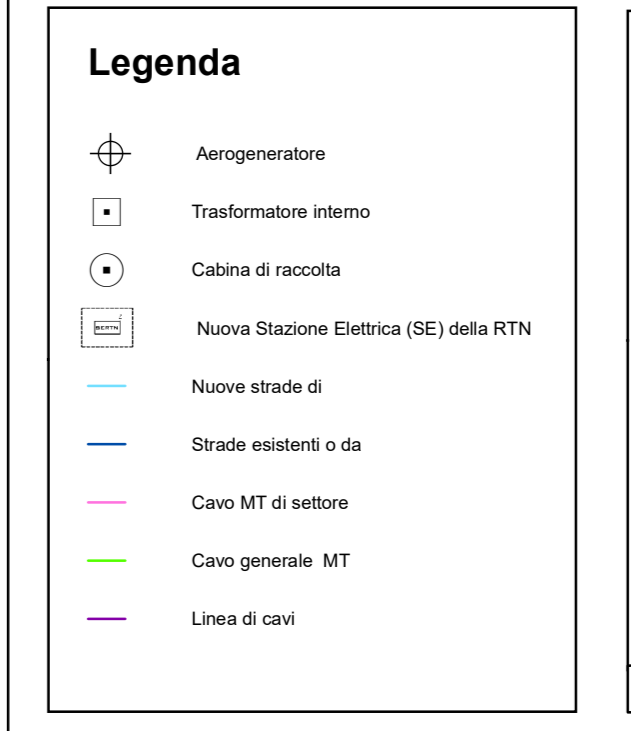 Legenda
Aerogeneratore
Trasformatore interno
Cabina di raccolta
SERTN
Nuova Stazione Elettrica (SE) della RTN
Nuove strade di
Strade esistenti o da
Cavo MT di settore
Cavo generale MT
Linea di cavi